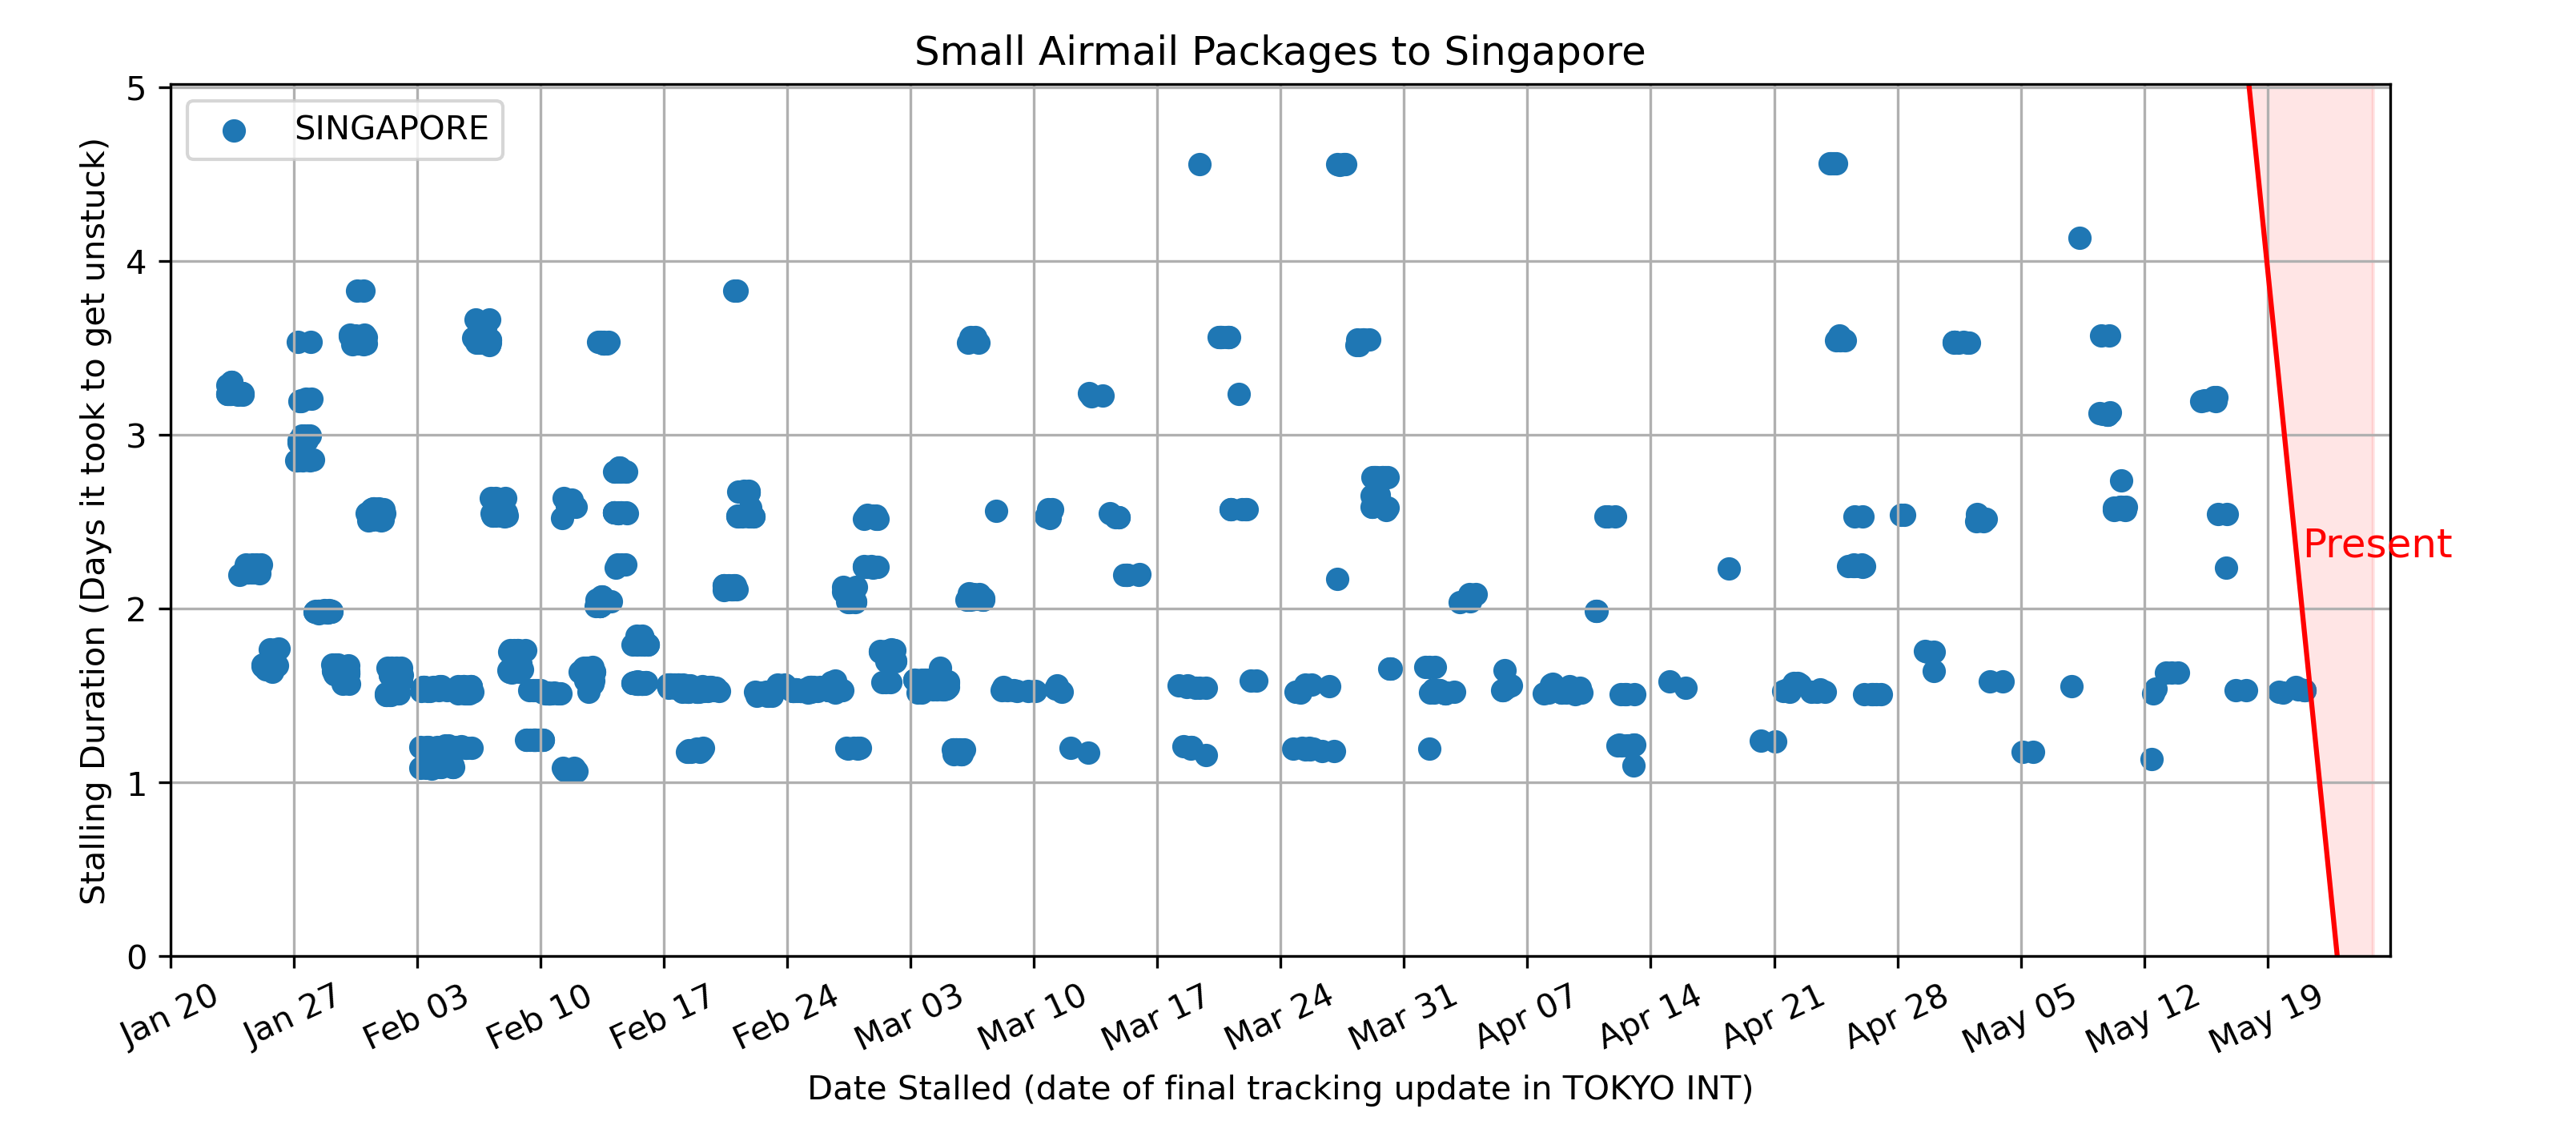 Small Airmail Packages to Singapore
SINGAPORE
Stalling Duration (Days it took to get unstuck)
5
4
3
2
1
0
Present
Jan 20
Jan 27
Feb 03
Feb 10
Feb 17
Feb 24
Mar 03
Mar 10
Mar 17
Mar 24
Mar 31
Apr 07
Apr 14
Apr 21
Apr 28
May 05
May 12
May 19
Date Stalled (date of final tracking update in TOKYO INT)